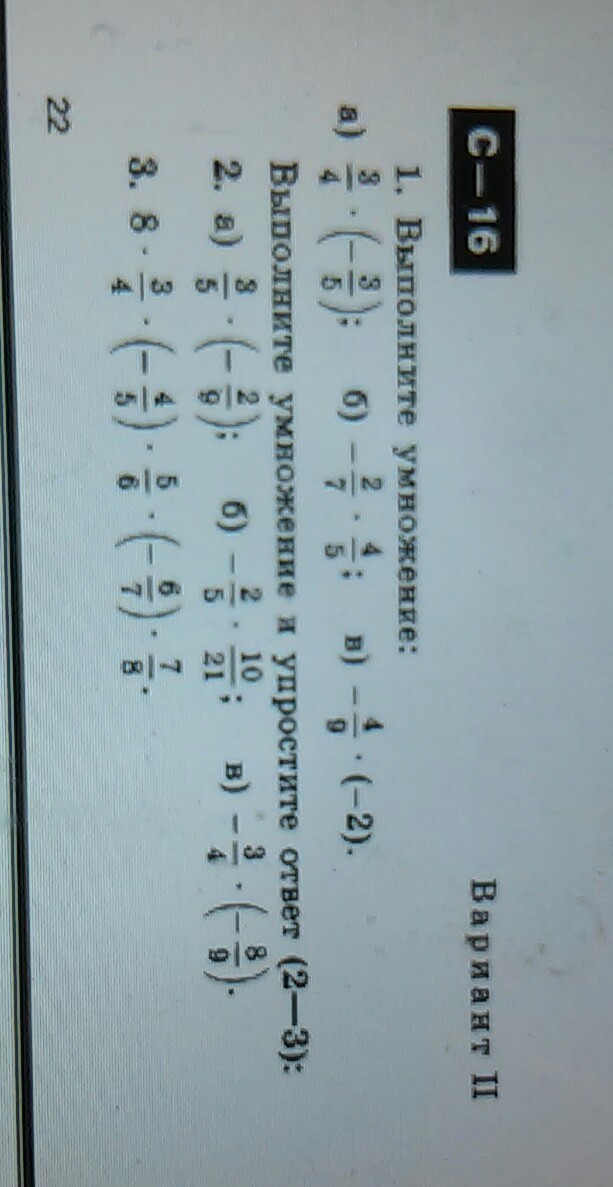 С—16
Вариант II
1. Выполните умножение:
а) 3/4 · (−3/5); б) −2/7 · 4/5; в) −4/9 · (−2).
Выполните умножение и упростите ответ (2—3):
2. а) 3/5 · (−2/9); б) −2/5 · 10/21; в) −3/4 · (−8/9).
3. 8 · 3/4 · (−4/5) · 5/6 · (−6/7) · 7/8.
22